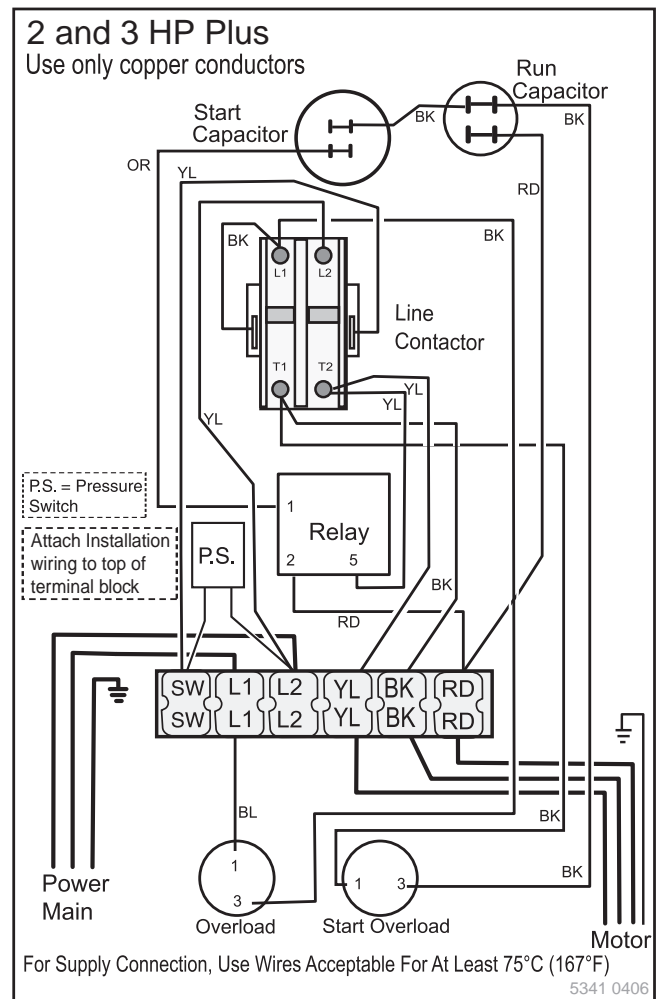 2 and 3 HP Plus
Use only copper conductors
Run
Capacitor
Start
Capacitor
BK
BK
OR
YL
RD
BK
BK
L1
L2
Line
Contactor
T1
T2
YL
YL
YL
P.S. = Pressure
Switch
1
Relay
Attach Installation
wiring to top of
terminal block
P.S.
2
5
BK
RD
SW L1 L2 YL BK RD
SW L1 L2 YL BK RD
BL
BK
1
3
Overload
1
3
BK
Start Overload
Power
Main
Motor
For Supply Connection, Use Wires Acceptable For At Least 75°C (167°F)
5341 0406